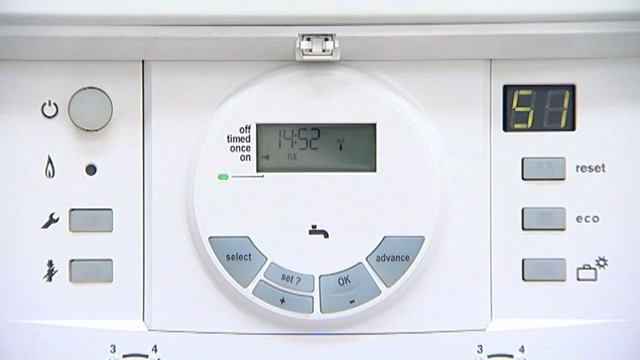 off
timed
once
on
14:52
TUE
51
reset
eco
select
set ?
+
OK
-
advance
3 4
3 4